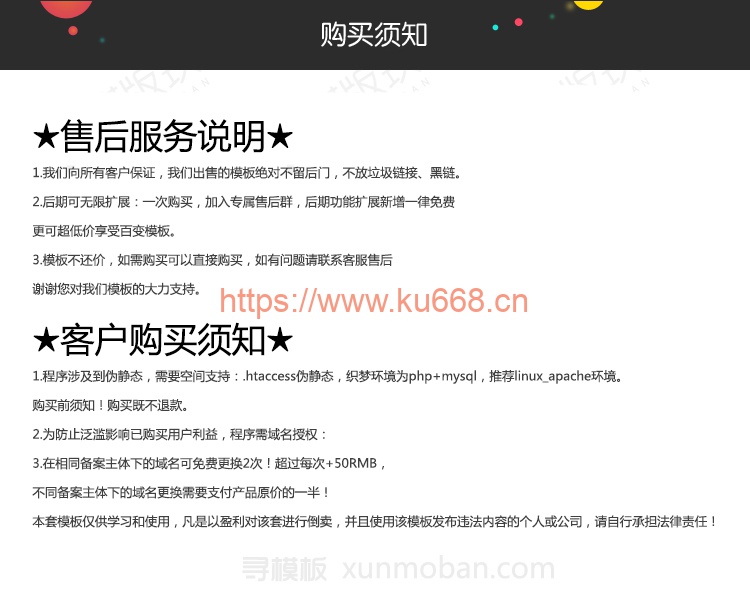 购买须知
★售后服务说明★
1.我们向所有客户保证，我们出售的模板绝对不留后门，不放垃圾链接、黑链。
2.后期可无限扩展：一次购买，加入专属售后群，后期功能扩展新增一律免费
更可超低价享受百变模板。
3.模板不还价，如需购买可以直接购买，如有问题请联系客服售后
谢谢您对我们模板的大力支持。
https://www.ku668.cn
★客户购买须知★
1.程序涉及到伪静态，需要空间支持：.htaccess伪静态，织梦环境为php+mysql，推荐linux_apache环境。
购买前须知！购买既不退款。
2.为防止泛滥影响已购买用户利益，程序需域名授权：
3.在相同备案主体下的域名可免费更换2次！超过每次+50RMB，
不同备案主体下的域名更换需要支付产品原价的一半！
本套模板仅供学习和使用，凡是以盈利对该套进行倒卖，并且使用该模板发布违法内容的个人或公司，请自行承担法律责任！
寻模板 xunmoban.com